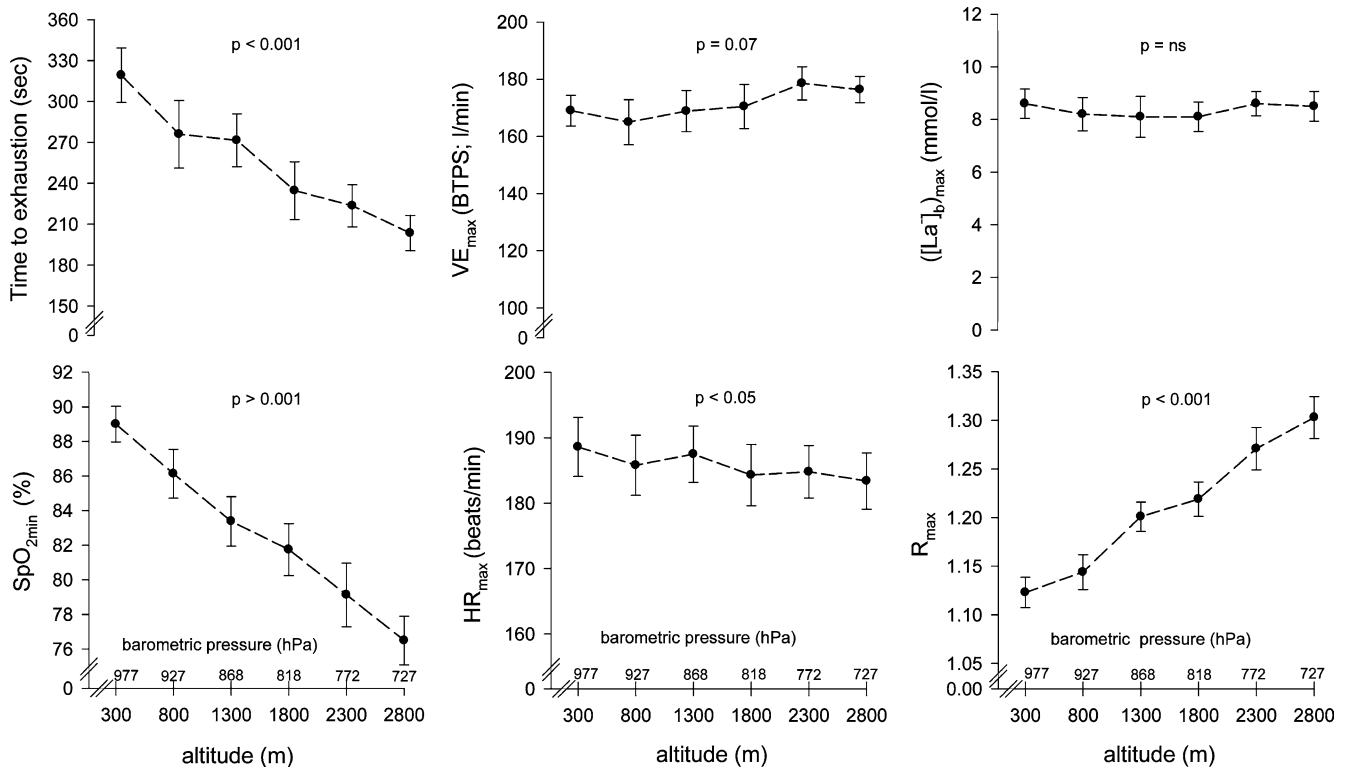 360
330
300
270
240
210
180
150
0
Time to exhaustion (sec)
p < 0.001
200
180
160
140
120
100
0
VEmax (BTPS; l/min)
p = 0.07
12
10
8
6
4
2
0
([La-]b)max (mmol/l)
p = ns
92
90
88
86
84
82
80
78
76
0
SpO2min (%)
p > 0.001
barometric pressure (hPa)
977 927 868 818 772 727
300 800 1300 1800 2300 2800
altitude (m)
200
190
180
170
160
0
HRmax (beats/min)
p < 0.05
barometric pressure (hPa)
977 927 868 818 772 727
300 800 1300 1800 2300 2800
altitude (m)
1.35
1.30
1.25
1.20
1.15
1.10
1.05
0.00
Rmax
p < 0.001
barometric pressure (hPa)
977 927 868 818 772 727
300 800 1300 1800 2300 2800
altitude (m)